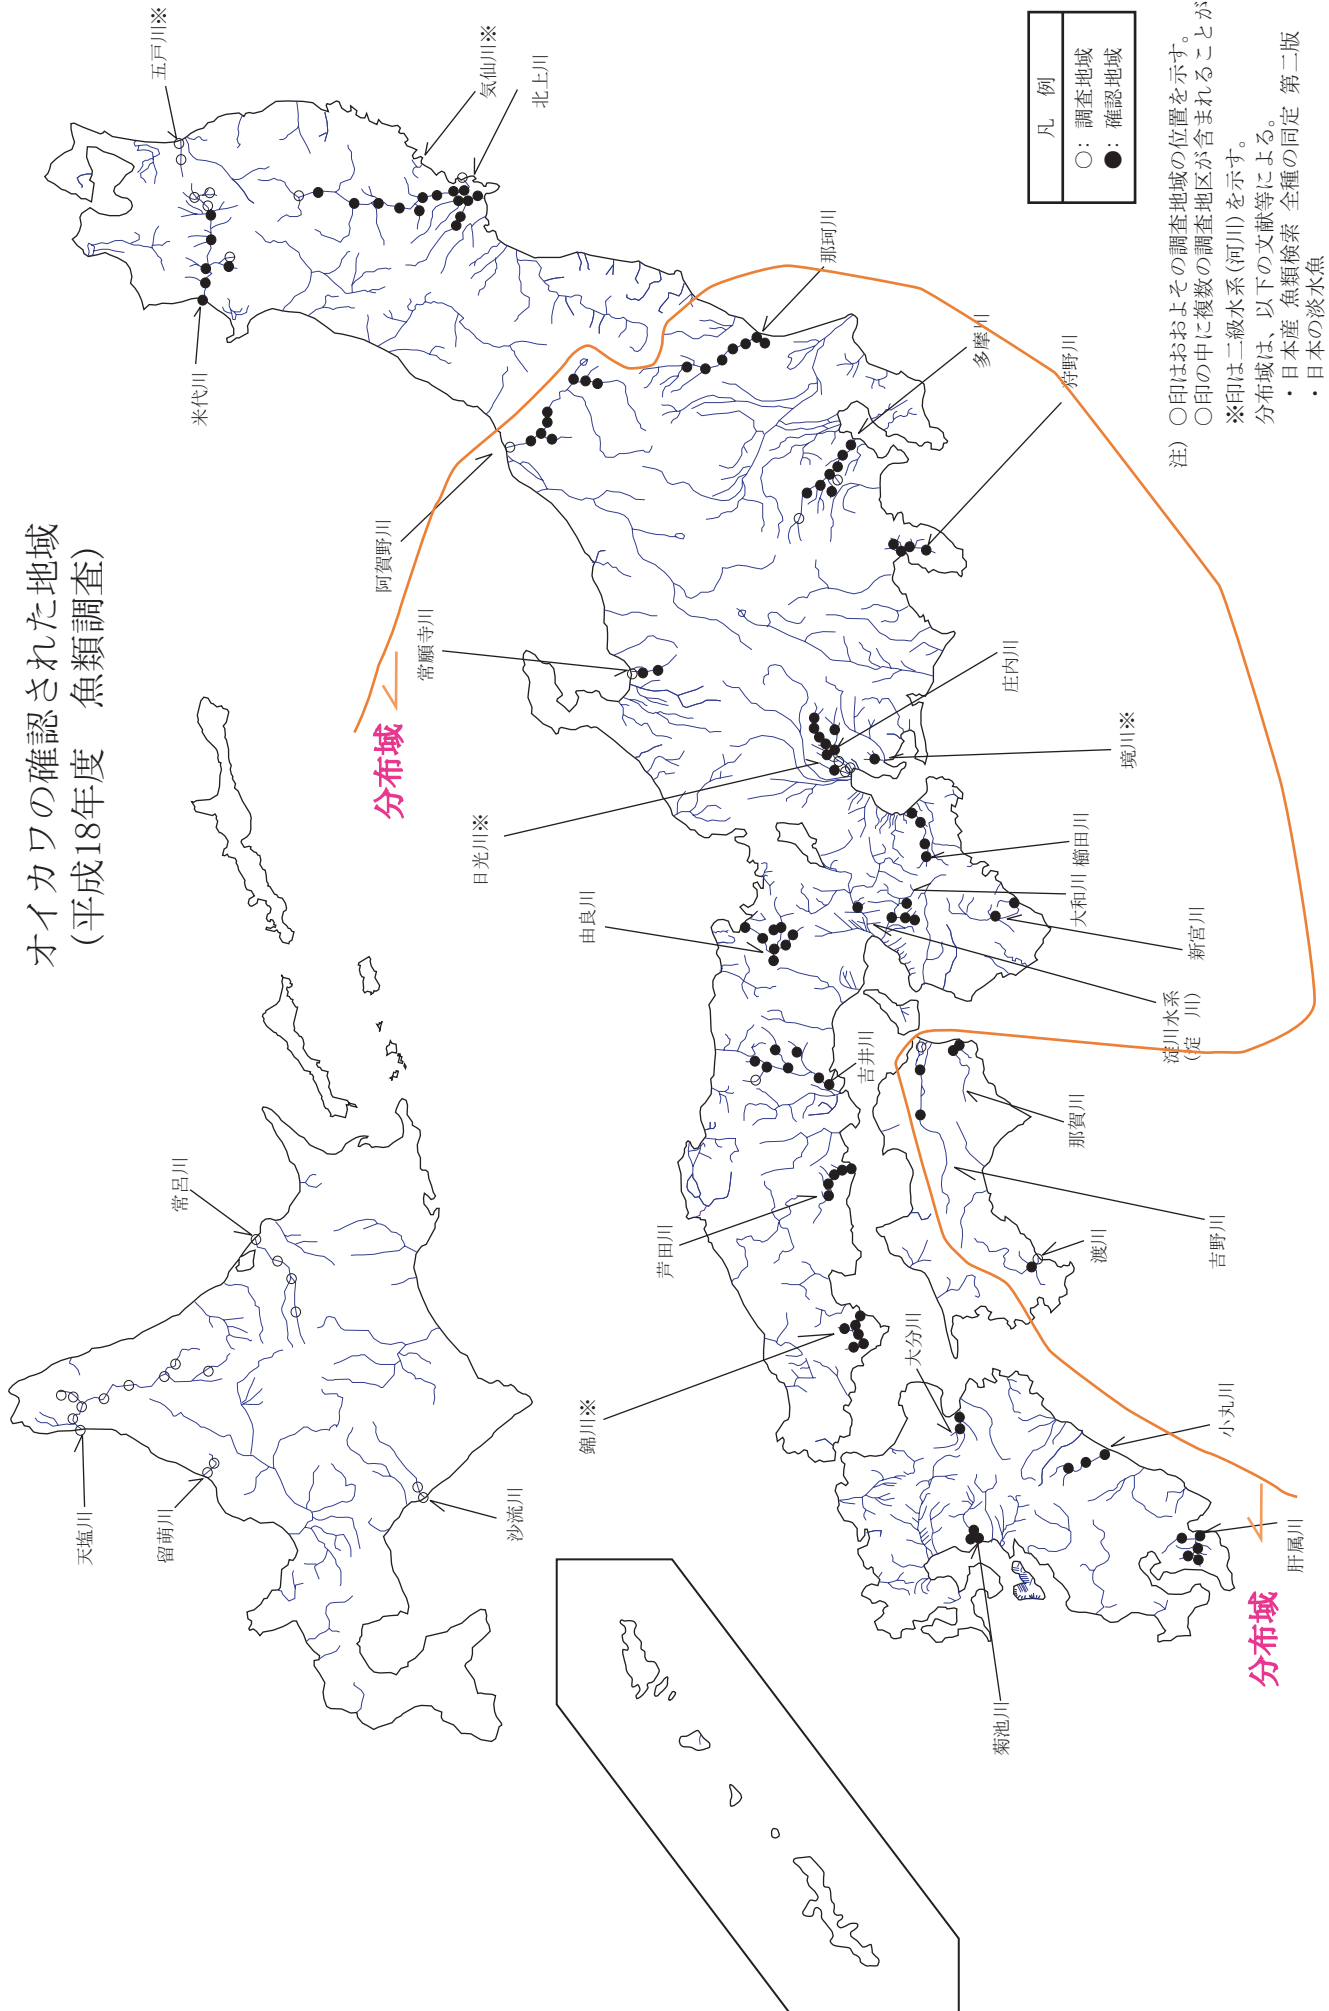 オイカワの確認された地域
(平成18年度　魚類調査)
天塩川
留萌川
常呂川
沙流川
五戸川※
気仙川※
北上川
米代川
阿賀野川
常願寺川
那珂川
多摩川
狩野川
庄内川
境川※
日光川※
由良川
櫛田川
大和川
新宮川
淀川水系
(淀　川)
吉井川
芦田川
錦川※
那賀川
吉野川
渡川
大分川
小丸川
肝属川
菊池川
分布域
分布域
凡　例
○：調査地域
●：確認地域
注）○印はおおよその調査地域の位置を示す。
○印の中に複数の調査地区が含まれることが
※印は二級水系(河川)を示す。
分布域は、以下の文献等による。
・日本産 魚類検索 全種の同定 第二版
・日本の淡水魚